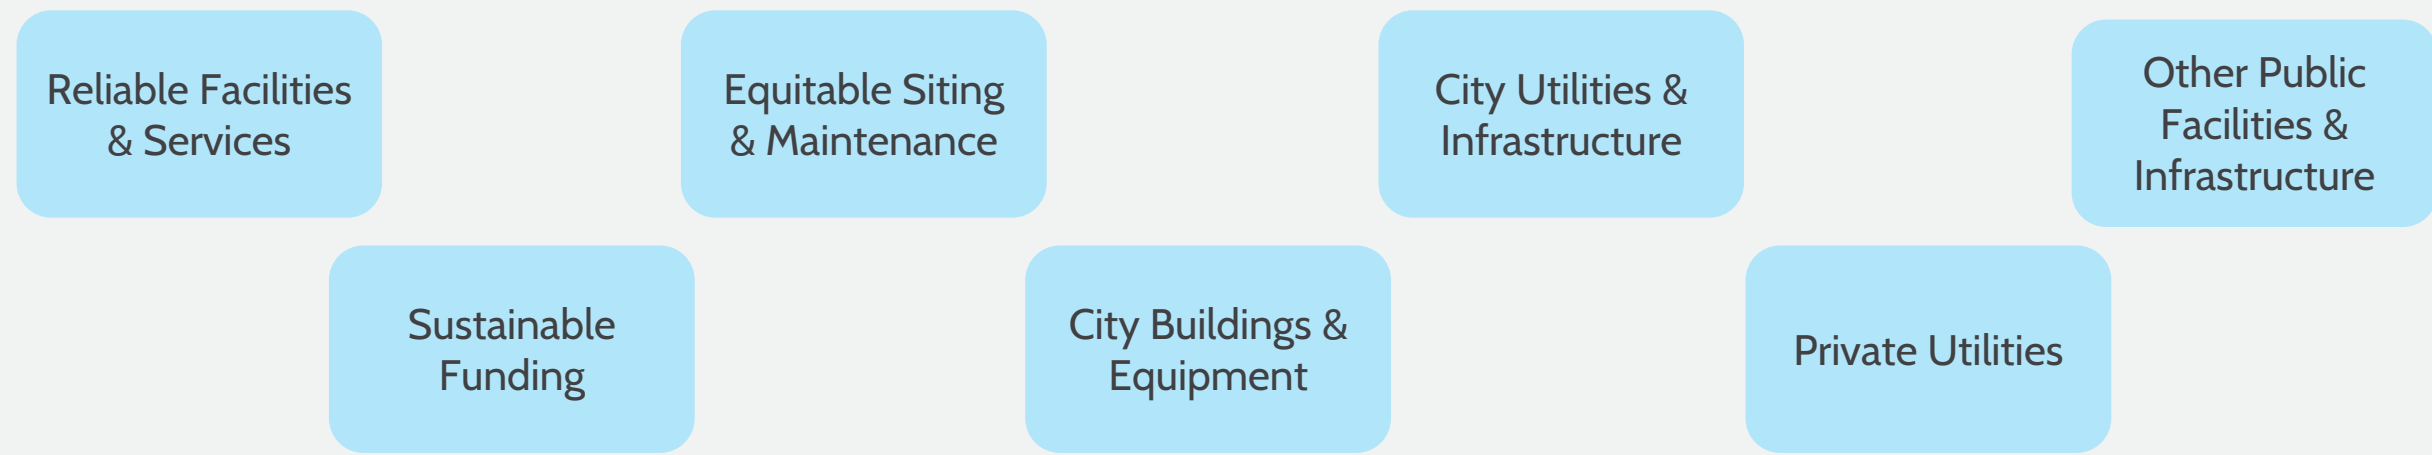 Reliable Facilities
& Services
Equitable Siting
& Maintenance
City Utilities &
Infrastructure
Other Public
Facilities &
Infrastructure
Sustainable
Funding
City Buildings &
Equipment
Private Utilities